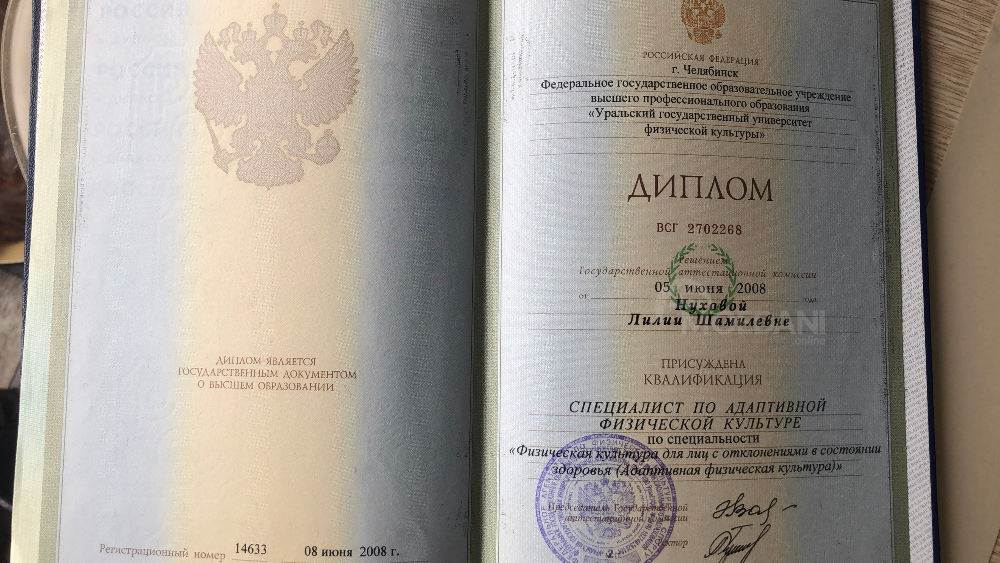 ДИПЛОМ ЯВЛЯЕТСЯ
ГОСУДАРСТВЕННЫМ ДОКУМЕНТОМ
О ВЫСШЕМ ОБРАЗОВАНИИ
Регистрационный номер 14633 08 июня 2008 г.
РОССИЙСКАЯ ФЕДЕРАЦИЯ
г. Челябинск
Федеральное государственное образовательное учреждение
высшего профессионального образования
«Уральский государственный университет
физической культуры»
ДИПЛОМ
ВСГ 2702268
Решением
Государственной аттестационной комиссии
от 05 июня 2008 года
Нуховой
Лилии Шамилевне
.online
ПРИСУЖДЕНА
КВАЛИФИКАЦИЯ
СПЕЦИАЛИСТ ПО АДАПТИВНОЙ
ФИЗИЧЕСКОЙ КУЛЬТУРЕ
по специальности
«Физическая культура для лиц с отклонениями в состоянии
здоровья (Адаптивная физическая культура)»
Председатель Государственной
аттестационной комиссии
Ректор